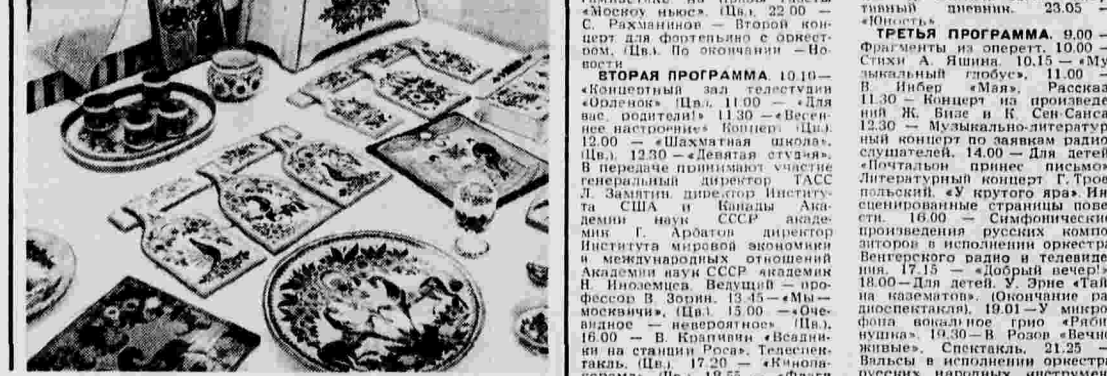 «Москоу ньюс». (Цв.). 22.00 —
С. Рахманинов — Второй кон-
церт для фортепьяно с оркест-
ром. (Цв.). По окончании — Но-
вости
ВТОРАЯ ПРОГРАММА. 10.10—
«Концертный зал телестудии
«Орленок» (Цв.). 11.00 — «Для
вас, родители!» 11.30 —«Весен-
нее настроение» Концерт. (Цв.).
12.00 — «Шахматная школа».
(Цв.). 12.30 —«Девятая студия».
В передаче принимают участие
генеральный директор ТАСС
Л. Замятин, директор Институ-
та США и Канады Ака-
демии наук СССР акаде-
мик Г. Арбатов директор
Института мировой экономики
и международных отношений
Академии наук СССР академик
Н. Иноземцев. Ведущий — про-
фессор В. Зорин. 13.45—«Мы—
москвичи». (Цв.). 15.00 —«Оче-
видное — невероятное» (Цв.).
16.00 — В. Крапивин «Всадни-
ки на станции Роса». Телеспек-
такль. (Цв.). 17.20 — «Кинопа-
тивный дневник. 23.05 —
«Юность»
ТРЕТЬЯ ПРОГРАММА. 9.00 —
Фрагменты из оперетт. 10.00 —
Стихи А. Яшина. 10.15 — «Му
зыкальный глобус». 11.00 —
В. Инбер «Мая». Рассказ
11.30 — Концерт из произведе
ний Ж. Бизе и К. Сен-Санса
12.30 — Музыкально-литератур
ный концерт по заявкам радио
слушателей. 14.00 — Для детей
«Почтальон принес письмо»
Литературный концерт. Г. Трое
польский. «У крутого яра». Ин
сценированные страницы пове
сти. 16.00 — Симфонически
произведения русских компо
зиторов в исполнении оркестра
Венгерского радио и телевиде
ния. 17.15 — «Добрый вечер!»
18.00—Для детей. У. Эрне «Тай
на казематов». (Окончание ра
диоспектакля). 19.01—У микро
фона вокальное трио «Ряби
нушка». 19.30—В. Розов «Вечно
живые». Спектакль. 21.25 —
Вальсы в исполнении оркестра
русских народных инструмен